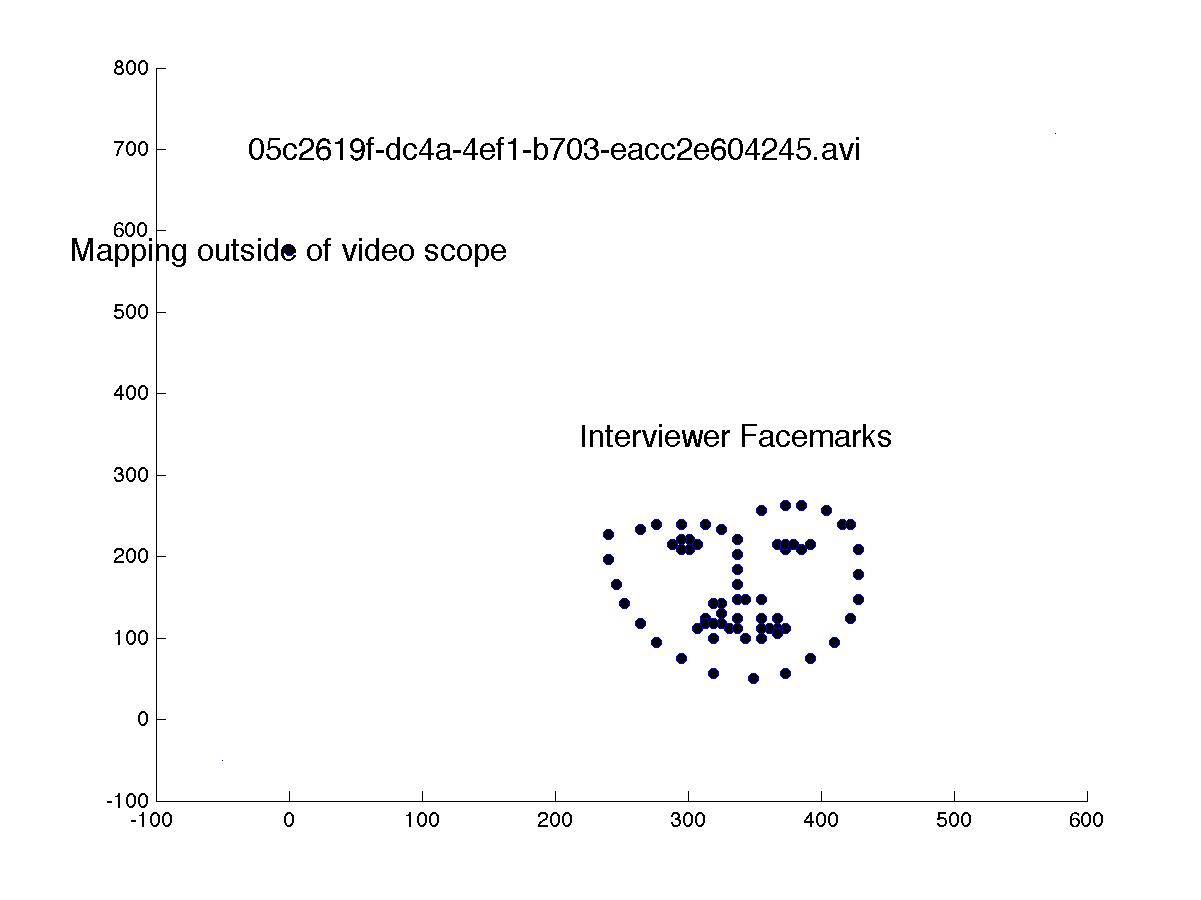 800
700
05c2619f-dc4a-4ef1-b703-eacc2e604245.avi
600
Mapping outside of video scope
500
400
Interviewer Facemarks
300
200
100
0
-100
-100 0 100 200 300 400 500 600